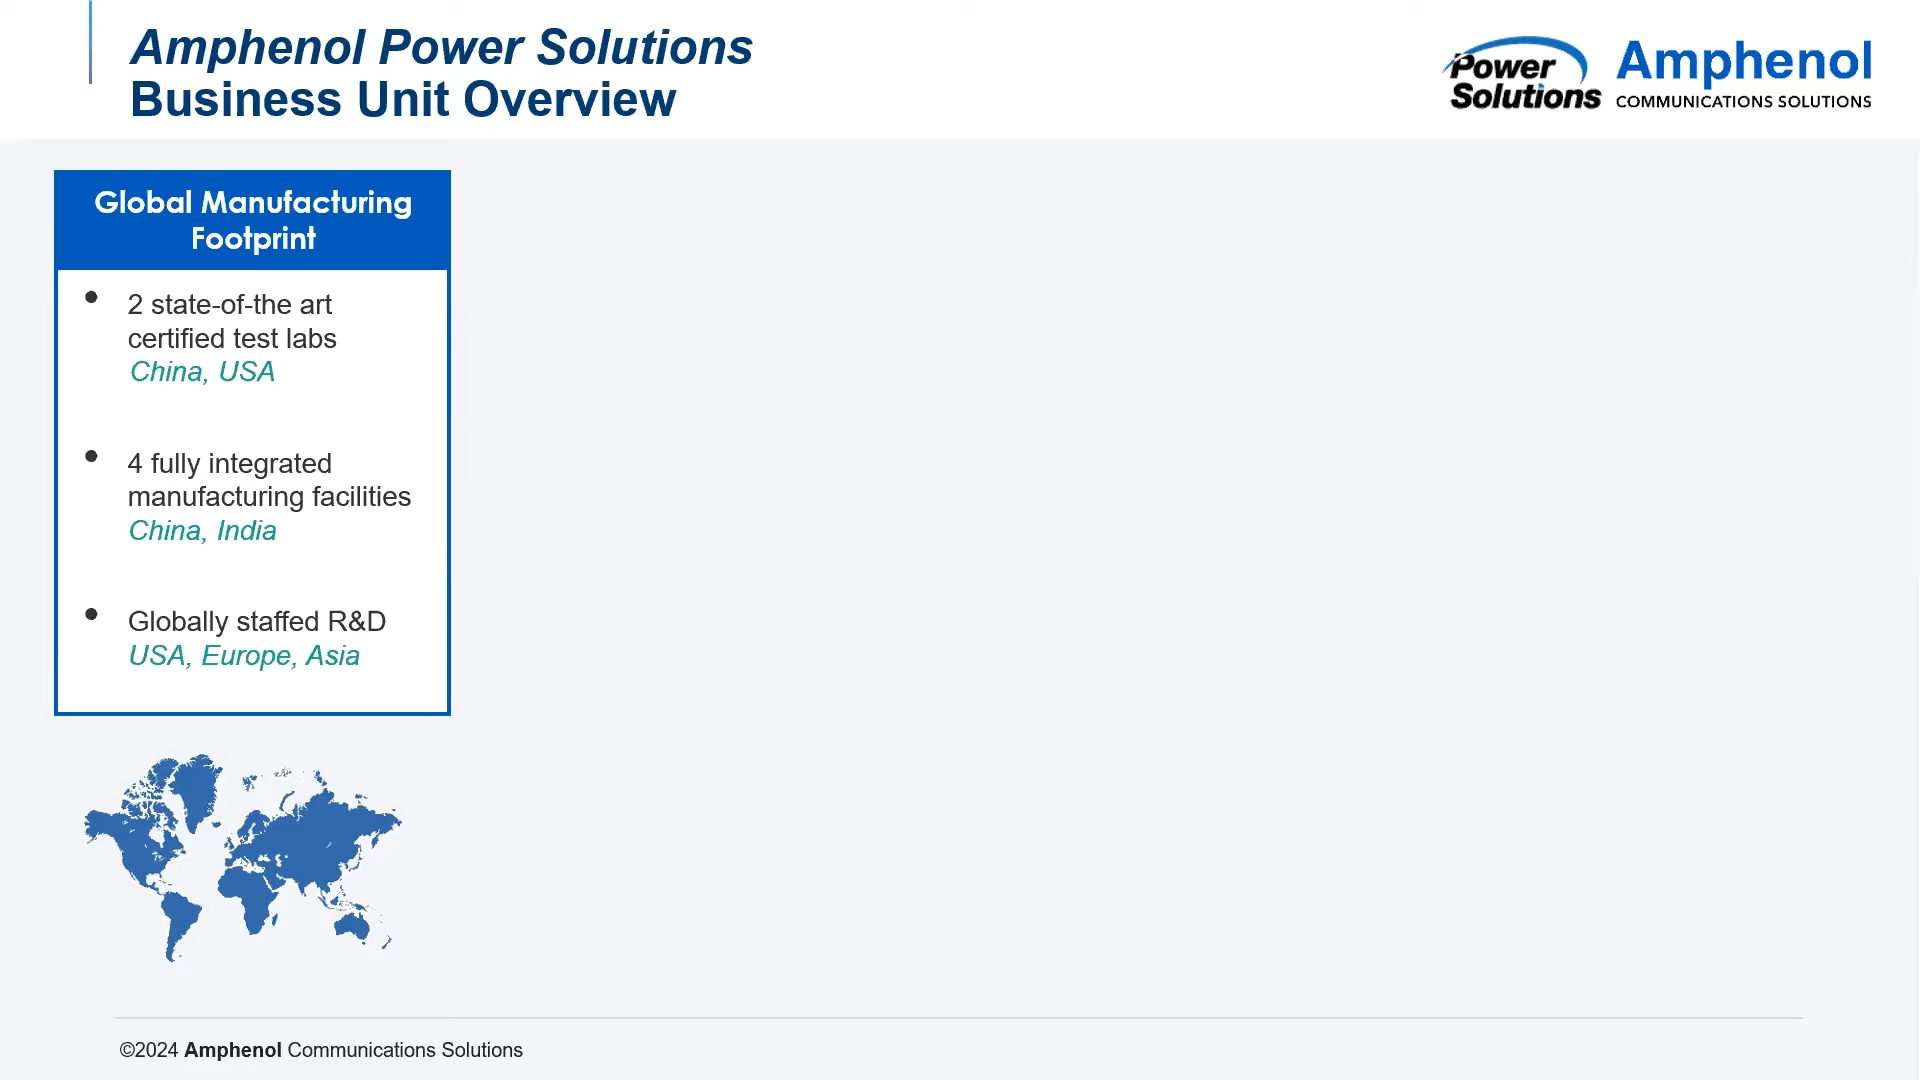 Amphenol Power Solutions
Business Unit Overview
Power
Solutions
Amphenol
COMMUNICATIONS SOLUTIONS
Global Manufacturing
Footprint
• 2 state-of-the art
certified test labs
China, USA
• 4 fully integrated
manufacturing facilities
China, India
• Globally staffed R&D
USA, Europe, Asia
©2024 Amphenol Communications Solutions